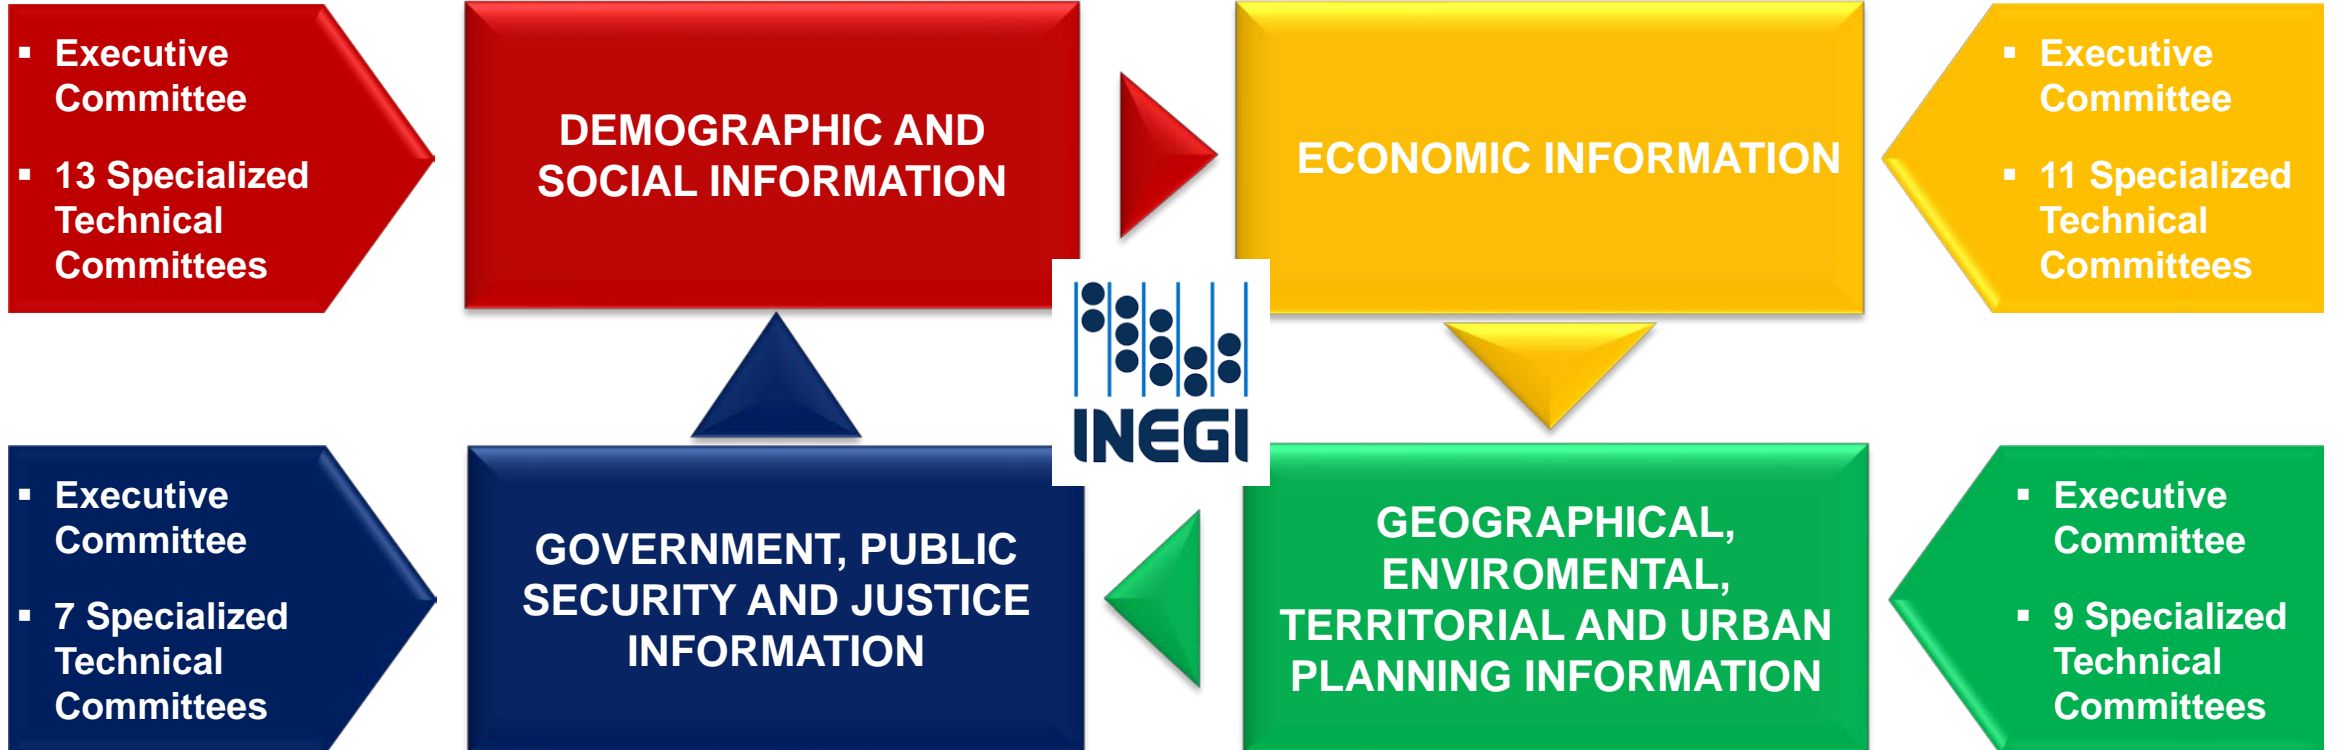 ▪ Executive
Committee
▪ 13 Specialized
Technical
Committees
DEMOGRAPHIC AND
SOCIAL INFORMATION
ECONOMIC INFORMATION
▪ Executive
Committee
▪ 11 Specialized
Technical
Committees
INEGI
▪ Executive
Committee
▪ 7 Specialized
Technical
Committees
GOVERNMENT, PUBLIC
SECURITY AND JUSTICE
INFORMATION
GEOGRAPHICAL,
ENVIROMENTAL,
TERRITORIAL AND URBAN
PLANNING INFORMATION
▪ Executive
Committee
▪ 9 Specialized
Technical
Committees